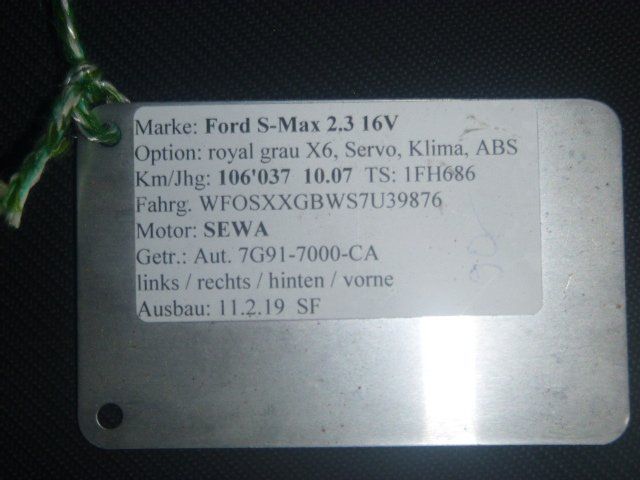 Marke: Ford S-Max 2.3 16V
Option: royal grau X6, Servo, Klima, ABS
Km/Jhg: 106'037 10.07 TS: 1FH686
Fahrg. WFOSXXGBWS7U39876
Motor: SEWA
Getr.: Aut. 7G91-7000-CA
links / rechts / hinten / vorne
Ausbau: 11.2.19 SF